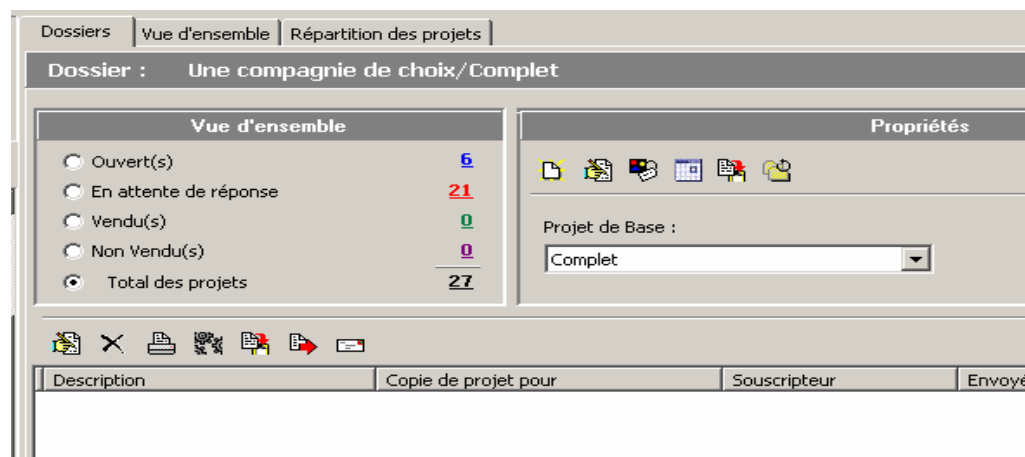 Dossiers Vue d'ensemble Répartition des projets
Dossier : Une compagnie de choix/Complet
Vue d'ensemble
Ouvert(s) 6
En attente de réponse 21
Vendu(s) 0
Non Vendu(s) 0
Total des projets 27
Propriétés
Projet de Base :
Complet
Description Copie de projet pour Souscripteur Envoyé